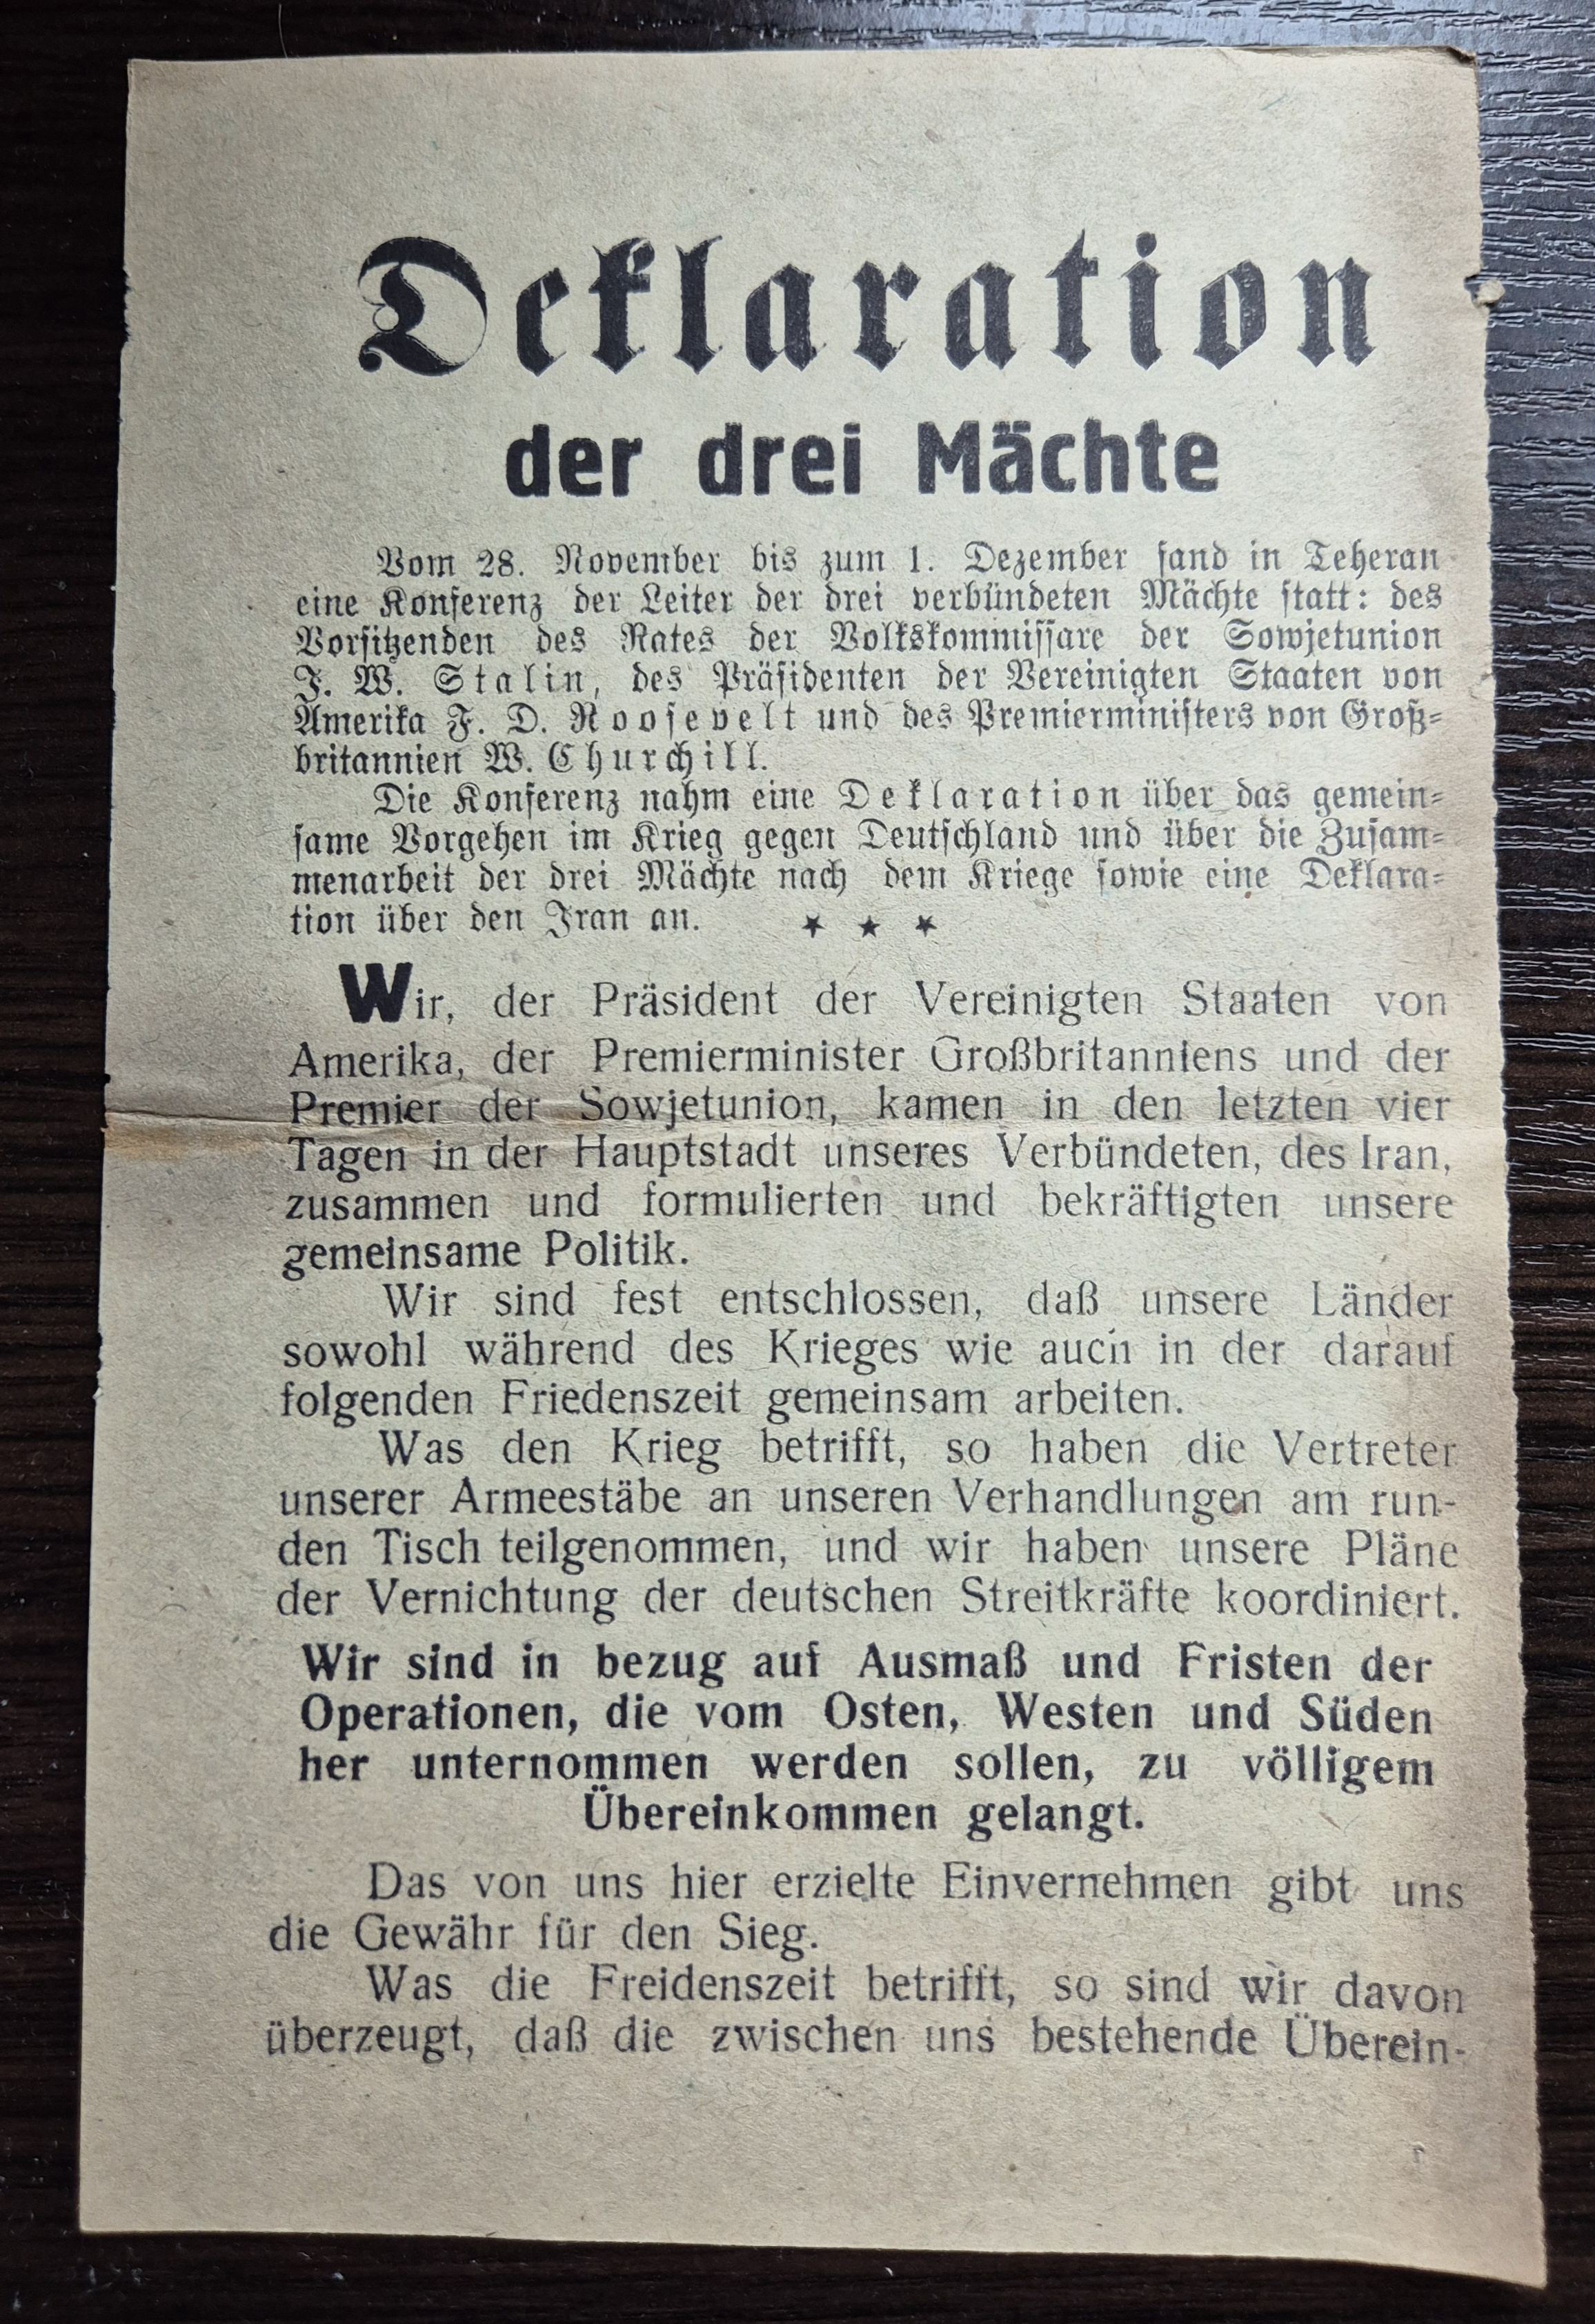 Deklaration
der drei Mächte
Vom 28. November bis zum 1. Dezember fand in Teheran
eine Konferenz der Leiter der drei verbündeten Mächte statt: des
Vorsitzenden des Rates der Volkskommissare der Sowjetunion
J. W. Stalin, des Präsidenten der Vereinigten Staaten von
Amerika F. D. Roosevelt und des Premierministers von Groß-
britannien W. Churchill.
Die Konferenz nahm eine Deklaration über das gemein-
same Vorgehen im Krieg gegen Deutschland und über die Zusam-
menarbeit der drei Mächte nach dem Kriege sowie eine Deklara-
tion über den Iran an. ★ ★ ★
Wir, der Präsident der Vereinigten Staaten von
Amerika, der Premierminister Großbritanniens und der
Premier der Sowjetunion, kamen in den letzten vier
Tagen in der Hauptstadt unseres Verbündeten, des Iran,
zusammen und formulierten und bekräftigten unsere
gemeinsame Politik.
Wir sind fest entschlossen, daß unsere Länder
sowohl während des Krieges wie auch in der darauf
folgenden Friedenszeit gemeinsam arbeiten.
Was den Krieg betrifft, so haben die Vertreter
unserer Armeestäbe an unseren Verhandlungen am run-
den Tisch teilgenommen, und wir haben unsere Pläne
der Vernichtung der deutschen Streitkräfte koordiniert.
Wir sind in bezug auf Ausmaß und Fristen der
Operationen, die vom Osten, Westen und Süden
her unternommen werden sollen, zu völligem
Übereinkommen gelangt.
Das von uns hier erzielte Einvernehmen gibt uns
die Gewähr für den Sieg.
Was die Freidenszeit betrifft, so sind wir davon
überzeugt, daß die zwischen uns bestehende Überein-